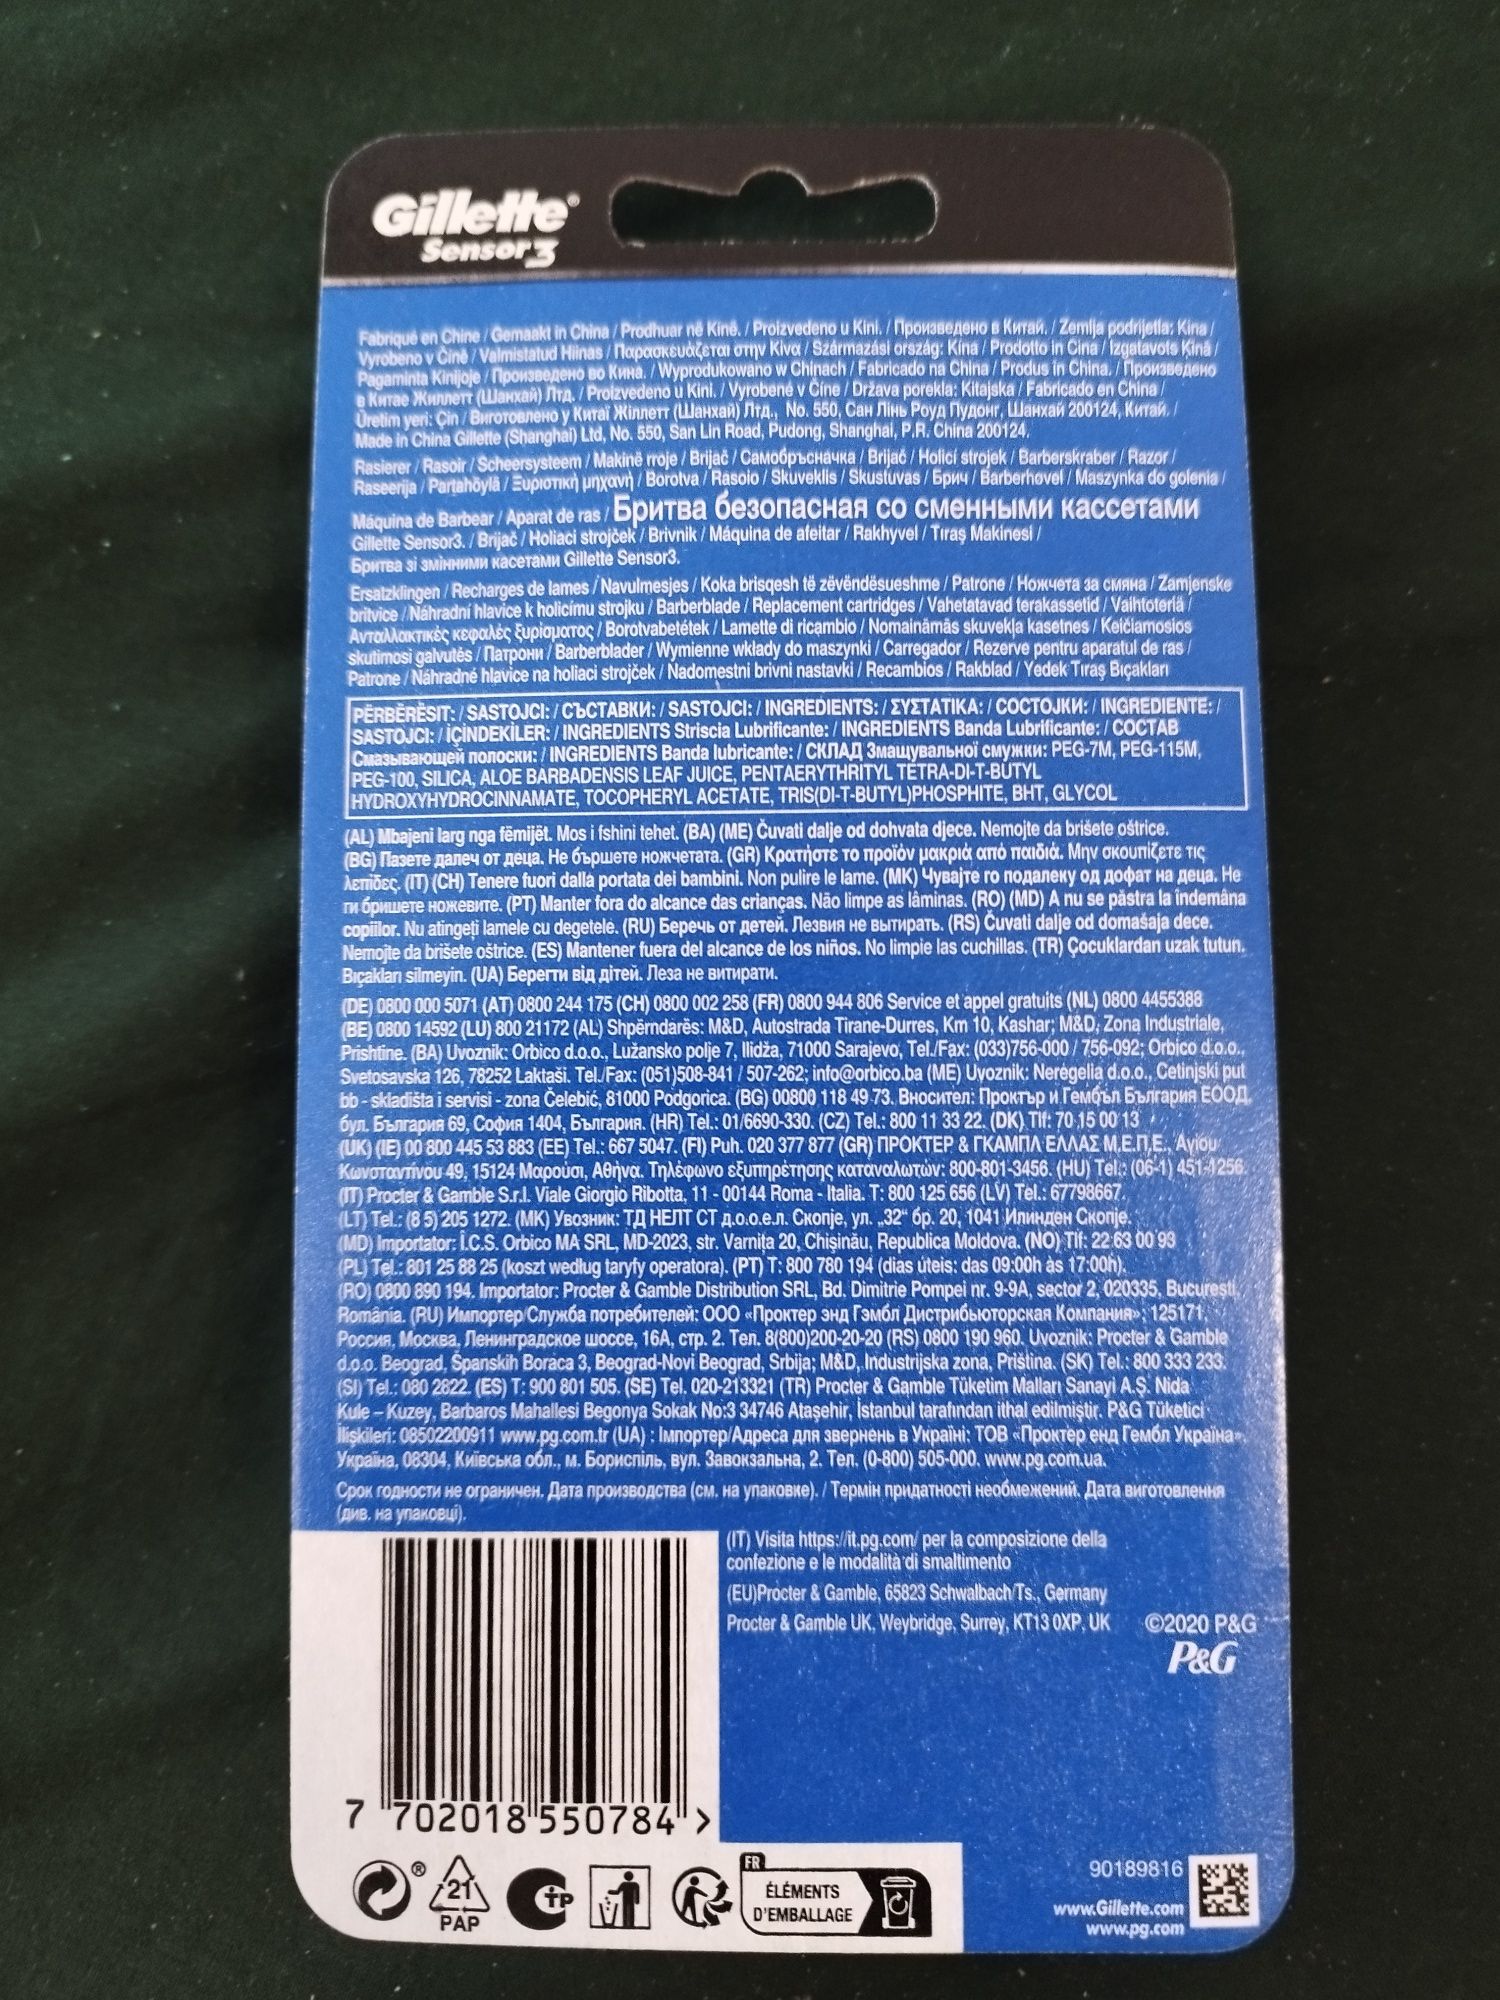 Gillette®
Sensor3
Fabriqué en Chine / Gemaakt in China / Prodhuar në Kinë. / Proizvedeno u Kini. / Произведено в Китай. / Zemlja podrijetla: Kina /
Vyrobeno v Číně / Valmistatud Hiinas / Παρασκευάζεται στην Κίνα / Származási ország: Kína / Prodotto in Cina / Izgatavots Ķīnā /
Pagaminta Kinijoje / Произведено во Кина. / Wyprodukowano w Chinach / Fabricado na China / Produs in China. / Произведено
в Китае Жиллетт (Шанхай) Лтд. / Proizvedeno u Kini. / Vyrobené v Číne / Država porekla: Kitajska / Fabricado en China /
Üretim yeri: Çin / Виготовлено у Китаї Жіллетт (Шанхай) Лтд., No. 550, Сан Лінь Роуд Пудонг, Шанхай 200124, Китай. /
Made in China Gillette (Shanghai) Ltd, No. 550, San Lin Road, Pudong, Shanghai, P.R. China 200124.
Rasierer / Rasoir / Scheersysteem / Makinë rroje / Brijač / Самобръсначка / Brijač / Holicí strojek / Barberskraber / Razor /
Raseerija / Partahöylä / Ξυριστική μηχανή / Borotva / Rasoio / Skuveklis / Skustuvas / Брич / Barberhøvel / Maszynka do golenia /
Máquina de Barbear / Aparat de ras / Бритва безопасная со сменными кассетами
Gillette Sensor3. / Brijač / Holiaci strojček / Brivnik / Máquina de afeitar / Rakhyvel / Tıraş Makinesi /
Бритва зі змінними касетами Gillette Sensor3.
Ersatzklingen / Recharges de lames / Navulmesjes / Koka brisqesh të zëvëndësueshme / Patrone / Ножчета за смяна / Zamjenske
britvice / Náhradní hlavice k holicímu strojku / Barberblade / Replacement cartridges / Vahetatavad terakassetid / Vaihtoteriä /
Ανταλλακτικές κεφαλές ξυρίσματος / Borotvabetétek / Lamette di ricambio / Nomaināmās skuvekļa kasetnes / Keičiamosios
skutimosi galvutės / Патрони / Barberblader / Wymienne wkłady do maszynki / Carregador / Rezerve pentru aparatul de ras /
Patrone / Náhradné hlavice na holiaci strojček / Nadomestni brivni nastavki / Recambios / Rakblad / Yedek Tıraş Bıçakları
PËRBËRËSIT: / SASTOJCI: / СЪСТАВКИ: / SASTOJCI: / INGREDIENTS: / ΣΥΣΤΑΤΙΚΑ: / СОСТОЈКИ: / INGREDIENTE: /
SASTOJCI: / İÇİNDEKİLER: / INGREDIENTS Striscia Lubrificante: / INGREDIENTS Banda Lubrificante: / СОСТАВ
Смазывающей полоски: / INGREDIENTS Banda lubricante: / СКЛАД Змащувальної смужки: PEG-7M, PEG-115M,
PEG-100, SILICA, ALOE BARBADENSIS LEAF JUICE, PENTAERYTHRITYL TETRA-DI-T-BUTYL
HYDROXYHYDROCINNAMATE, TOCOPHERYL ACETATE, TRIS(DI-T-BUTYL)PHOSPHITE, BHT, GLYCOL
(AL) Mbajeni larg nga fëmijët. Mos i fshini tehet. (BA) (ME) Čuvati dalje od dohvata djece. Nemojte da brišete oštrice.
(BG) Пазете далеч от деца. Не бършете ножчетата. (GR) Κρατήστε το προϊόν μακριά από παιδιά. Μην σκουπίζετε τις
λεπίδες. (IT) (CH) Tenere fuori dalla portata dei bambini. Non pulire le lame. (MK) Чувајте го подалеку од дофат на деца. Не
ги бришете ножевите. (PT) Manter fora do alcance das crianças. Não limpe as lâminas. (RO) (MD) A nu se păstra la îndemâna
copiilor. Nu atingeți lamele cu degetele. (RU) Беречь от детей. Лезвия не вытирать. (RS) Čuvati dalje od domašaja dece.
Nemojte da brišete oštrice. (ES) Mantener fuera del alcance de los niños. No limpie las cuchillas. (TR) Çocuklardan uzak tutun.
Bıçakları silmeyin. (UA) Берегти від дітей. Леза не витирати.
(DE) 0800 000 5071 (AT) 0800 244 175 (CH) 0800 002 258 (FR) 0800 944 806 Service et appel gratuits (NL) 0800 4455388
(BE) 0800 14592 (LU) 800 21172 (AL) Shpërndarës: M&D, Autostrada Tirane-Durres, Km 10, Kashar; M&D, Zona Industriale,
Prishtine. (BA) Uvoznik: Orbico d.o.o., Lužansko polje 7, Ilidža, 71000 Sarajevo, Tel./Fax: (033)756-000 / 756-092; Orbico d.o.o.,
Svetosavska 126, 78252 Laktaši. Tel./Fax: (051)508-841 / 507-262; info@orbico.ba (ME) Uvoznik: Neregelia d.o.o., Cetinjski put
bb - skladišta i servisi - zona Čelebić, 81000 Podgorica. (BG) 00800 118 49 73. Вносител: Проктър и Гембъл България ЕООД,
бул. България 69, София 1404, България. (HR) Tel.: 01/6690-330. (CZ) Tel.: 800 11 33 22. (DK) Tlf: 70 15 00 13
(UK) (IE) 00 800 445 53 883 (EE) Tel.: 667 5047. (FI) Puh. 020 377 877 (GR) ΠΡΟΚΤΕΡ & ΓΚΑΜΠΛ ΕΛΛΑΣ Μ.Ε.Π.Ε., Αγίου
Κωνσταντίνου 49, 15124 Μαρούσι, Αθήνα. Τηλέφωνο εξυπηρέτησης καταναλωτών: 800-801-3456. (HU) Tel.: (06-1) 451-1256.
(IT) Procter & Gamble S.r.l. Viale Giorgio Ribotta, 11 - 00144 Roma - Italia. T: 800 125 656 (LV) Tel.: 67798667.
(LT) Tel.: (8 5) 205 1272. (MK) Увозник: ТД НЕЛТ СТ д.о.о.е.л. Скопје, ул. „32“ бр. 20, 1041 Илинден Скопје.
(MD) Importator: Î.C.S. Orbico MA SRL, MD-2023, str. Varnița 20, Chișinău, Republica Moldova. (NO) Tlf: 22 63 00 93
(PL) Tel.: 801 25 88 25 (koszt według taryfy operatora). (PT) T: 800 780 194 (dias úteis: das 09:00h às 17:00h).
(RO) 0800 890 194. Importator: Procter & Gamble Distribution SRL, Bd. Dimitrie Pompei nr. 9-9A, sector 2, 020335, București,
România. (RU) Импортер/Служба потребителей: ООО «Проктер энд Гэмбл Дистрибьюторская Компания», 125171,
Россия, Москва, Ленинградское шоссе, 16А, стр. 2. Тел. 8(800)200-20-20 (RS) 0800 190 960. Uvoznik: Procter & Gamble
d.o.o. Beograd, Španskih Boraca 3, Beograd-Novi Beograd, Srbija; M&D, Industrijska zona, Priština. (SK) Tel.: 800 333 233.
(SI) Tel.: 080 2822. (ES) T: 900 801 505. (SE) Tel. 020-213321 (TR) Procter & Gamble Tüketim Malları Sanayi A.Ş. Nida
Kule – Kuzey, Barbaros Mahallesi Begonya Sokak No:3 34746 Ataşehir, İstanbul tarafından ithal edilmiştir. P&G Tüketici
İlişkileri: 08502200911 www.pg.com.tr (UA) : Імпортер/Адреса для звернень в Україні: ТОВ «Проктер енд Гембл Україна»,
Україна, 08304, Київська обл., м. Бориспіль, вул. Завокзальна, 2. Тел. (0-800) 505-000. www.pg.com.ua.
Срок годности не ограничен. Дата производства (см. на упаковке). / Термін придатності необмежений. Дата виготовлення
(див. на упаковці).
(IT) Visita https://it.pg.com/ per la composizione della
confezione e le modalità di smaltimento
(EU)Procter & Gamble, 65823 Schwalbach/Ts., Germany
Procter & Gamble UK, Weybridge, Surrey, KT13 0XP, UK ©2020 P&G
P&G
7 702018 550784 >
® 21 PAP
TP
FR
ÉLÉMENTS
D'EMBALLAGE
90189816
www.Gillette.com
www.pg.com